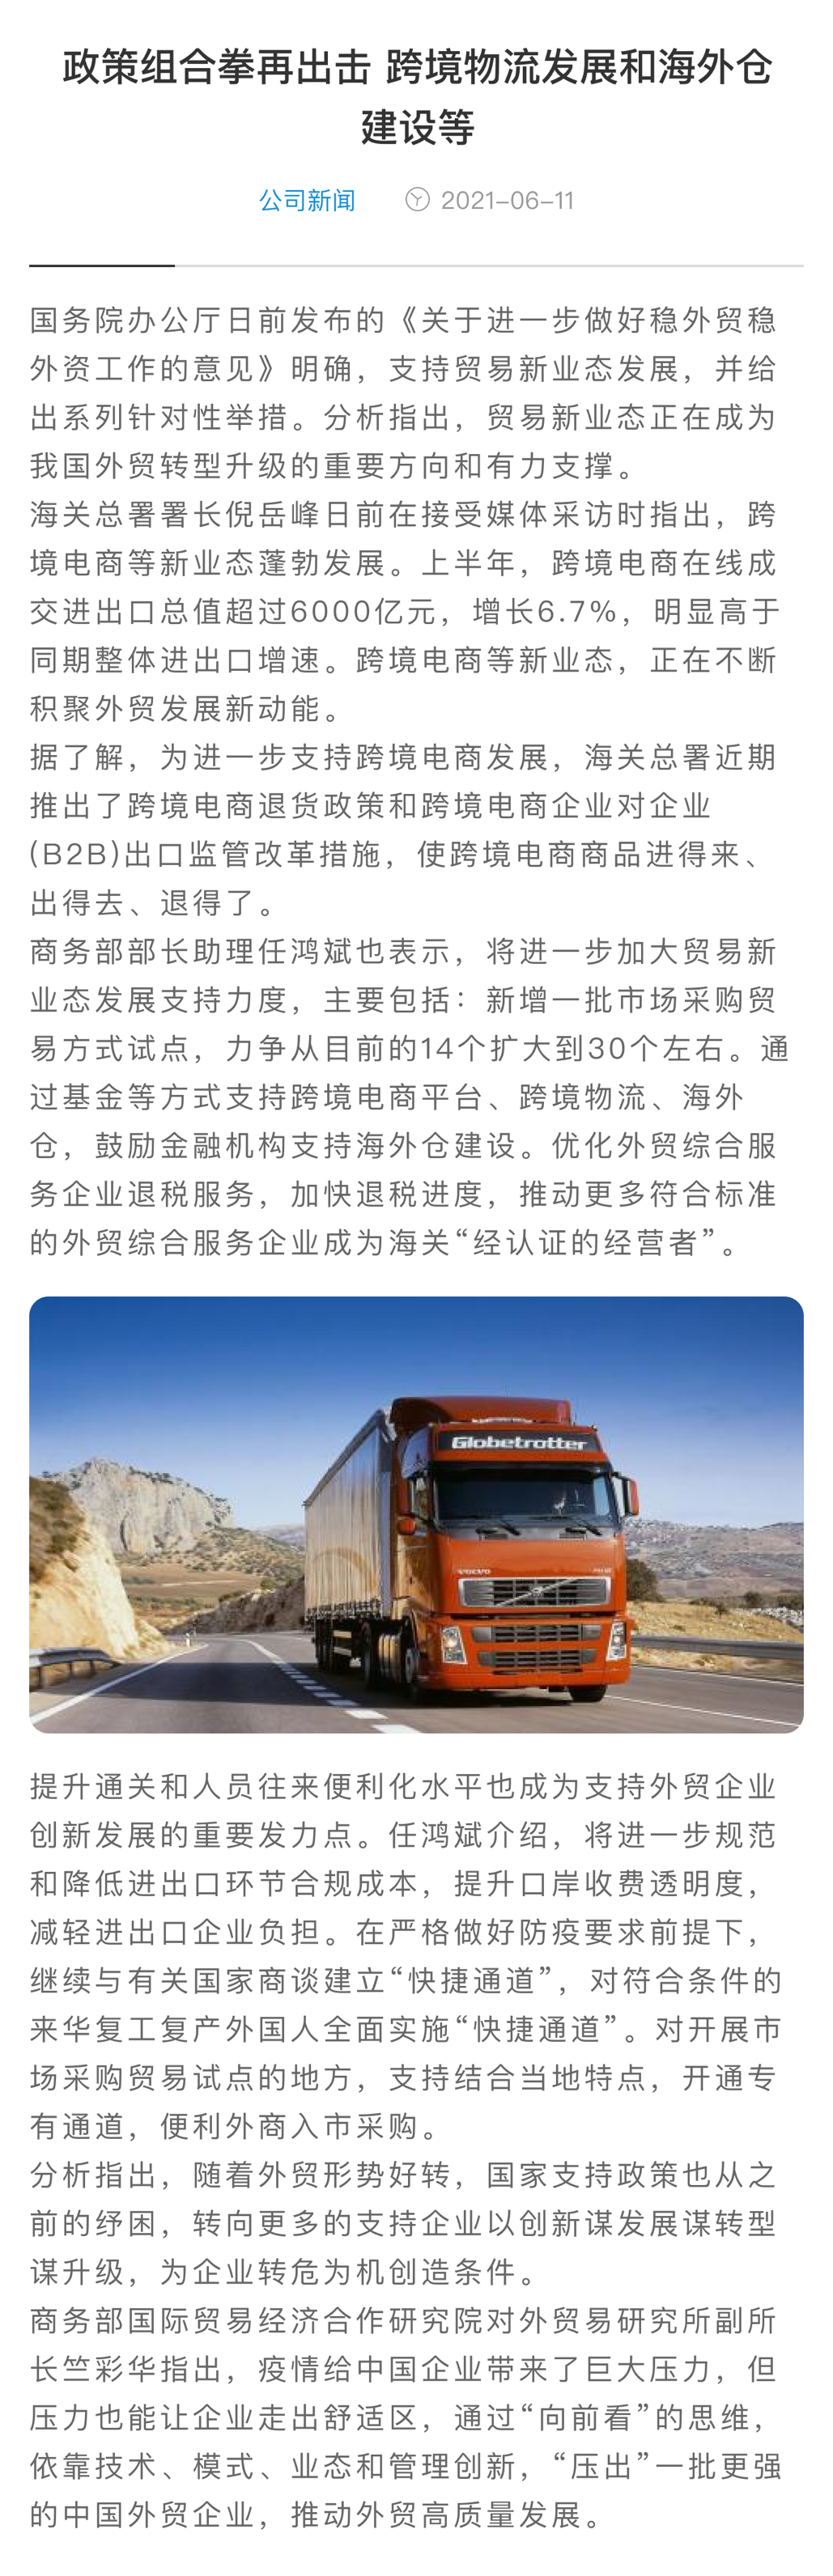 政策组合拳再出击 跨境物流发展和海外仓
建设等
公司新闻 2021-06-11
国务院办公厅日前发布的《关于进一步做好稳外贸稳
外资工作的意见》明确，支持贸易新业态发展，并给
出系列针对性举措。分析指出，贸易新业态正在成为
我国外贸转型升级的重要方向和有力支撑。
海关总署署长倪岳峰日前在接受媒体采访时指出，跨
境电商等新业态蓬勃发展。上半年，跨境电商在线成
交进出口总值超过6000亿元，增长6.7%，明显高于
同期整体进出口增速。跨境电商等新业态，正在不断
积聚外贸发展新动能。
据了解，为进一步支持跨境电商发展，海关总署近期
推出了跨境电商退货政策和跨境电商企业对企业
(B2B)出口监管改革措施，使跨境电商商品进得来、
出得去、退得了。
商务部部长助理任鸿斌也表示，将进一步加大贸易新
业态发展支持力度，主要包括：新增一批市场采购贸
易方式试点，力争从目前的14个扩大到30个左右。通
过基金等方式支持跨境电商平台、跨境物流、海外
仓，鼓励金融机构支持海外仓建设。优化外贸综合服
务企业退税服务，加快退税进度，推动更多符合标准
的外贸综合服务企业成为海关“经认证的经营者”。
Globetrotter
VOLVO
提升通关和人员往来便利化水平也成为支持外贸企业
创新发展的重要发力点。任鸿斌介绍，将进一步规范
和降低进出口环节合规成本，提升口岸收费透明度，
减轻进出口企业负担。在严格做好防疫要求前提下，
继续与有关国家商谈建立“快捷通道”，对符合条件的
来华复工复产外国人全面实施“快捷通道”。对开展市
场采购贸易试点的地方，支持结合当地特点，开通专
有通道，便利外商入市采购。
分析指出，随着外贸形势好转，国家支持政策也从之
前的纾困，转向更多的支持企业以创新谋发展谋转型
谋升级，为企业转危为机创造条件。
商务部国际贸易经济合作研究院对外贸易研究所副所
长竺彩华指出，疫情给中国企业带来了巨大压力，但
压力也能让企业走出舒适区，通过“向前看”的思维，
依靠技术、模式、业态和管理创新，“压出”一批更强
的中国外贸企业，推动外贸高质量发展。